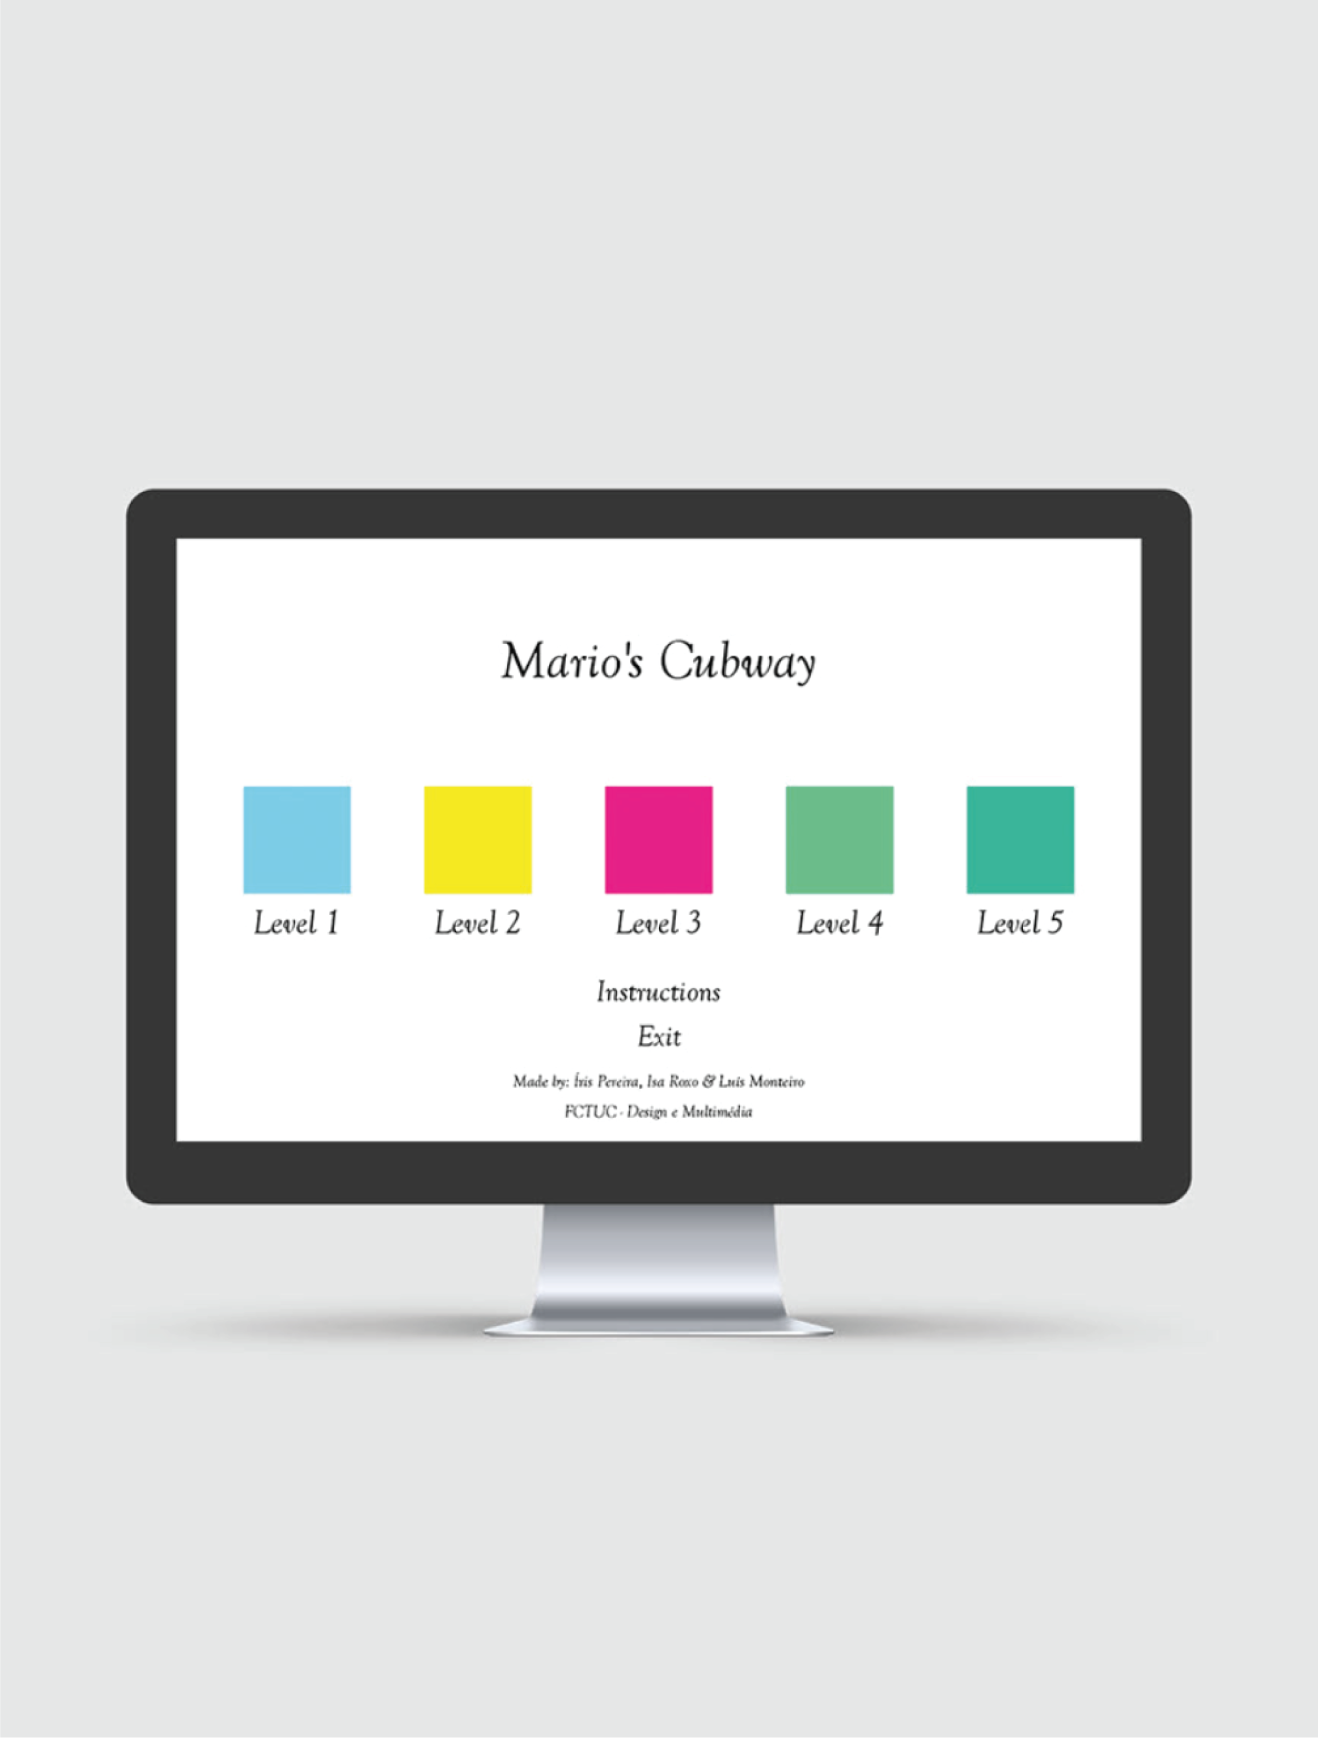 Mario's Cubway
Level 1
Level 2
Level 3
Level 4
Level 5
Instructions
Exit
Made by: Íris Pereira, Isa Roxo & Luís Monteiro
FCTUC - Design e Multimédia